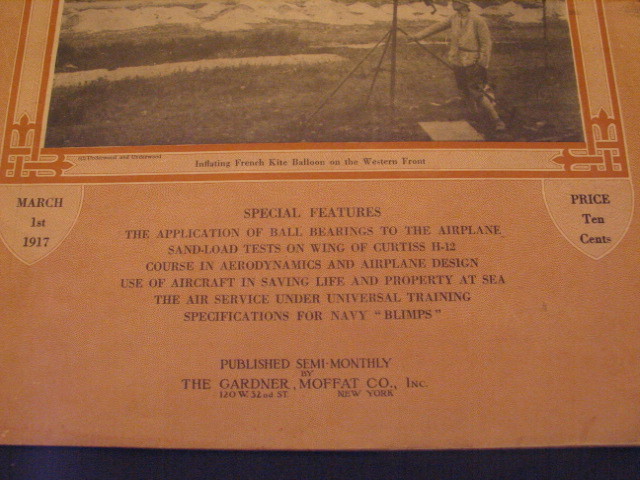 (C) Underwood and Underwood
Inflating French Kite Balloon on the Western Front
MARCH
1st
1917
PRICE
Ten
Cents
SPECIAL FEATURES
THE APPLICATION OF BALL BEARINGS TO THE AIRPLANE
SAND-LOAD TESTS ON WING OF CURTISS H-12
COURSE IN AERODYNAMICS AND AIRPLANE DESIGN
USE OF AIRCRAFT IN SAVING LIFE AND PROPERTY AT SEA
THE AIR SERVICE UNDER UNIVERSAL TRAINING
SPECIFICATIONS FOR NAVY "BLIMPS"
PUBLISHED SEMI-MONTHLY
BY
THE GARDNER, MOFFAT CO., Inc.
120 W. 32nd ST. NEW YORK